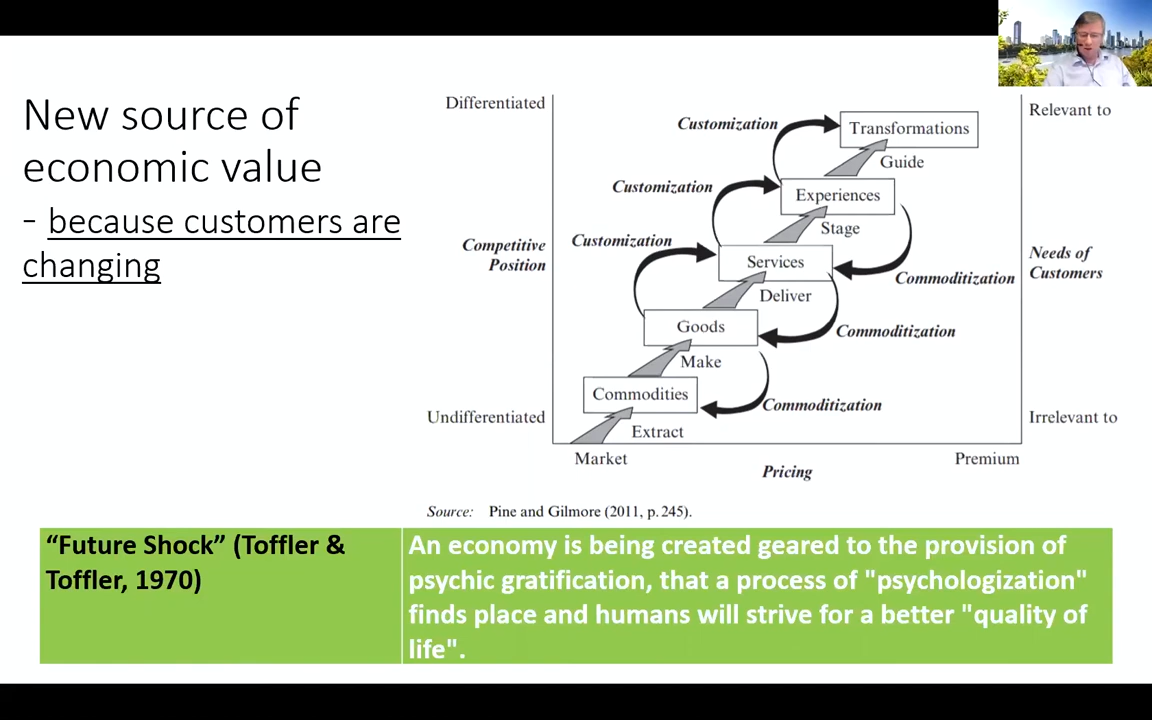 New source of
economic value
- because customers are
changing
Differentiated
Relevant to
Customization
Transformations
Guide
Customization
Experiences
Stage
Competitive
Position
Customization
Services
Needs of
Customers
Commoditization
Deliver
Goods
Commoditization
Make
Commodities
Commoditization
Undifferentiated
Extract
Irrelevant to
Market
Pricing
Premium
Source: Pine and Gilmore (2011, p. 245).
“Future Shock” (Toffler &
Toffler, 1970)
An economy is being created geared to the provision of
psychic gratification, that a process of "psychologization"
finds place and humans will strive for a better "quality of
life".